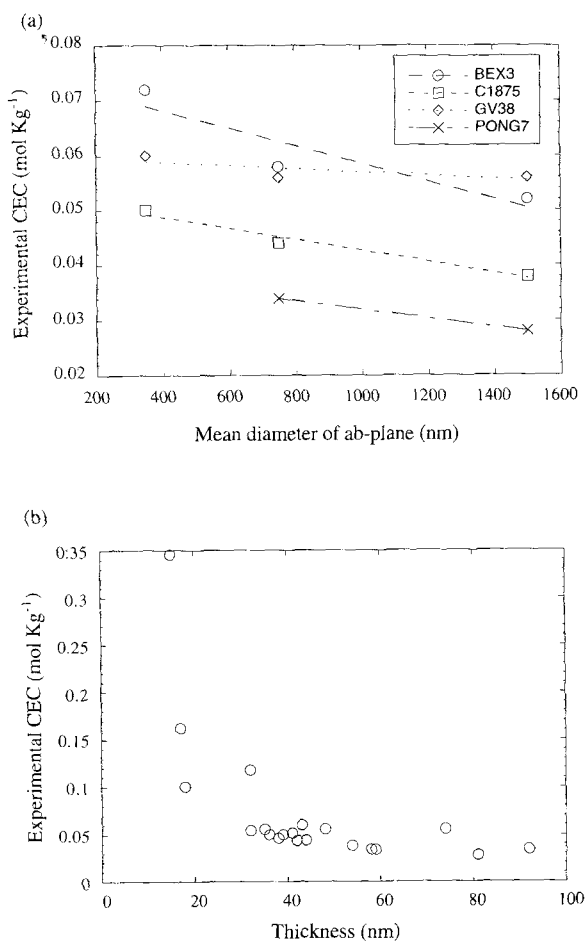 (a)
0.08
0.07
0.06
0.05
0.04
0.03
0.02
Experimental CEC (mol Kg-1)
BEX3
C1875
GV38
PONG7
200 400 600 800 1000 1200 1400 1600
Mean diameter of ab-plane (nm)
(b)
0.35
0.3
0.25
0.2
0.15
0.1
0.05
0
Experimental CEC (mol Kg-1)
0 20 40 60 80 100
Thickness (nm)